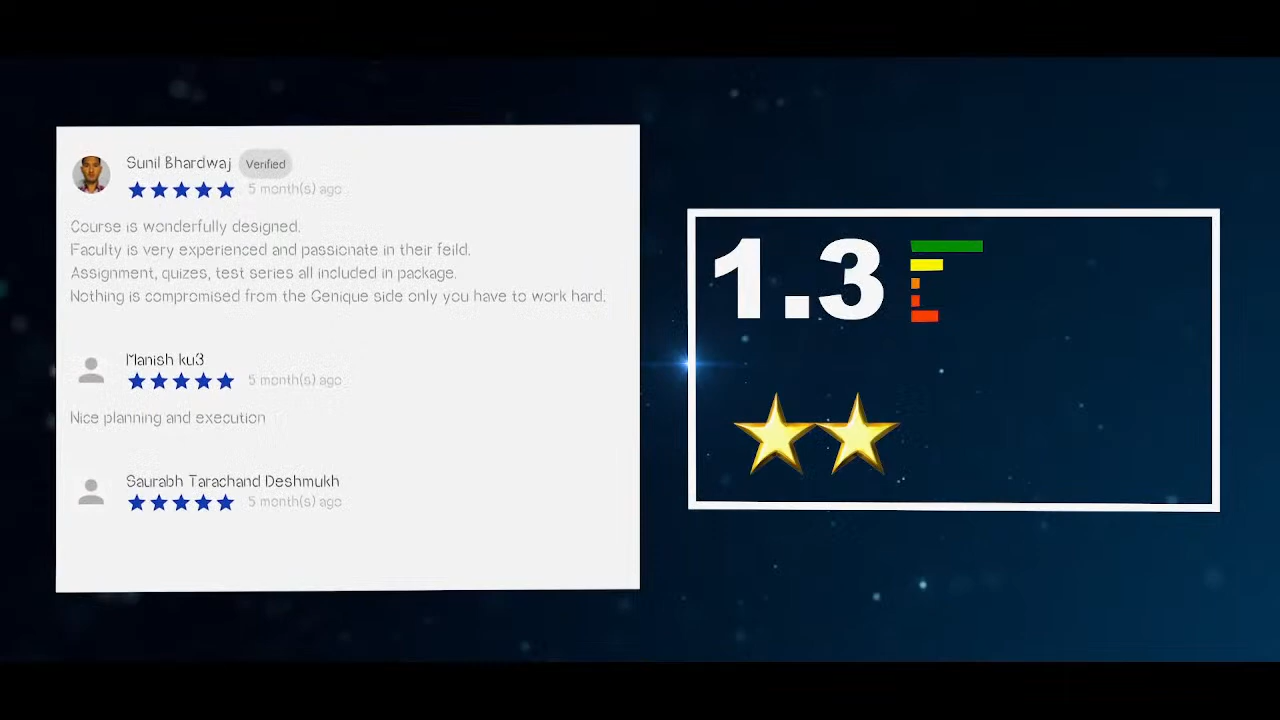 Sunil Bhardwaj Verified
5 month(s) ago
Course is wonderfully designed.
Faculty is very experienced and passionate in their feild.
Assignment, quizes, test series all included in package.
Nothing is compromised from the Genique side only you have to work hard.
Manish ku3
5 month(s) ago
Nice planning and execution
Saurabh Tarachand Deshmukh
5 month(s) ago
1.3